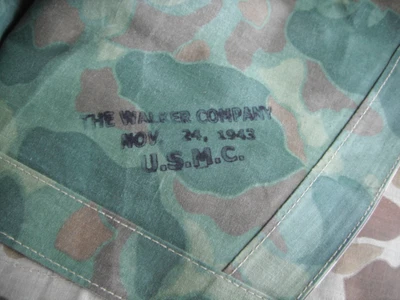 THE WALKER COMPANY
NOV. 24, 1943
U.S.M.C.